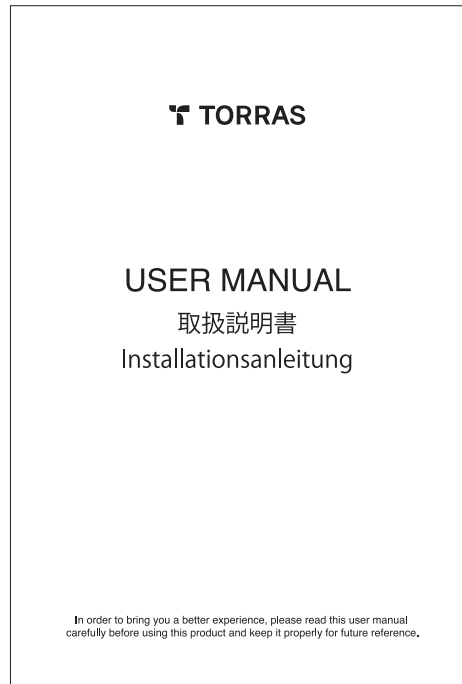 TORRAS
USER MANUAL
取扱説明書
Installationsanleitung
In order to bring you a better experience, please read this user manual
carefully before using this product and keep it properly for future reference.